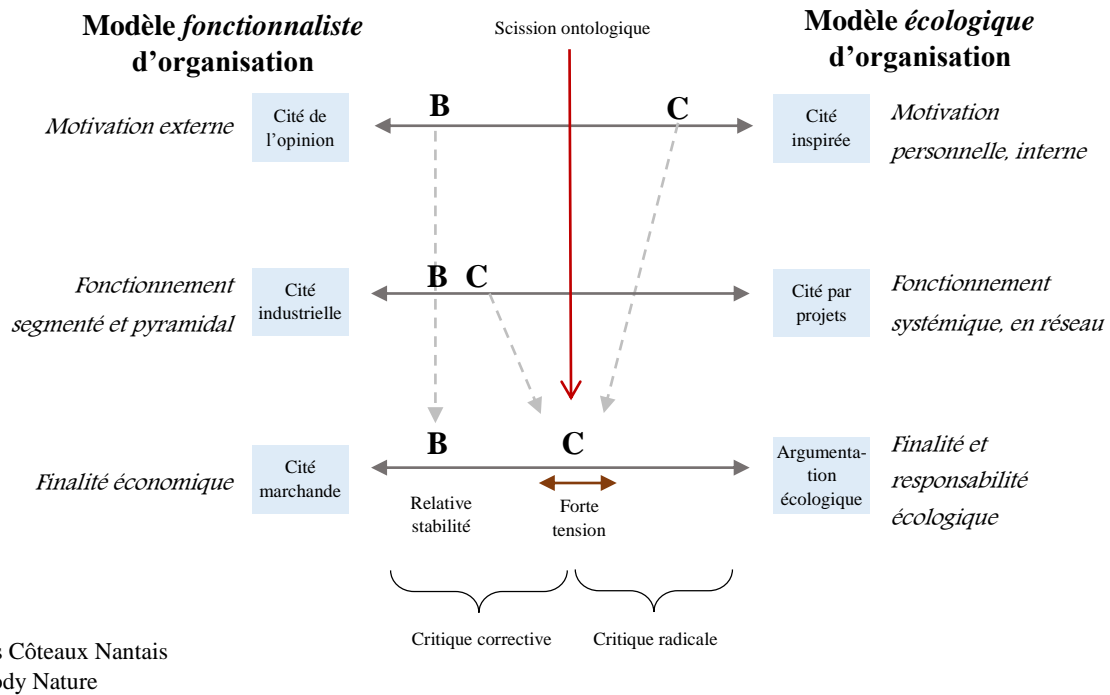 Modèle fonctionnaliste
d’organisation
Scission ontologique
Modèle écologique
d’organisation
Motivation externe
Cité de
l’opinion
B
C
Cité
inspirée
Motivation
personnelle, interne
Fonctionnement
segmenté et pyramidal
Cité
industrielle
B C
Cité par
projets
Fonctionnement
systémique, en réseau
Finalité économique
Cité
marchande
B
C
Argumenta-
tion
écologique
Finalité et
responsabilité
écologique
Relative
stabilité
Forte
tension
Critique corrective
Critique radicale
s Côteaux Nantais
ody Nature